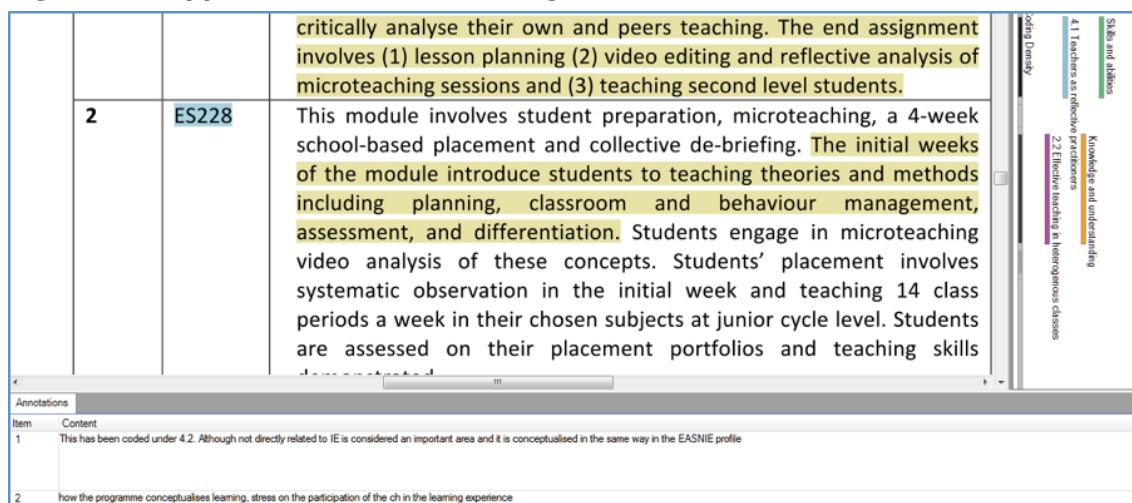 critically analyse their own and peers teaching. The end assignment
involves (1) lesson planning (2) video editing and reflective analysis of
microteaching sessions and (3) teaching second level students.
2 ES228 This module involves student preparation, microteaching, a 4-week
school-based placement and collective de-briefing. The initial weeks
of the module introduce students to teaching theories and methods
including planning, classroom and behaviour management,
assessment, and differentiation. Students engage in microteaching
video analysis of these concepts. Students' placement involves
systematic observation in the initial week and teaching 14 class
periods a week in their chosen subjects at junior cycle level. Students
are assessed on their placement portfolios and teaching skills
Coding Density
4.1 Teachers as reflective practitioners
Skills and abilities
2.2 Effective teaching in heterogenous classes
Knowledge and understanding
Annotations
Item Content
1 This has been coded under 4.2. Although not directly related to IE is considered an important area and it is conceptualised in the same way in the EASNIE profile
2 how the programme conceptualises learning, stress on the participation of the ch in the learning experience